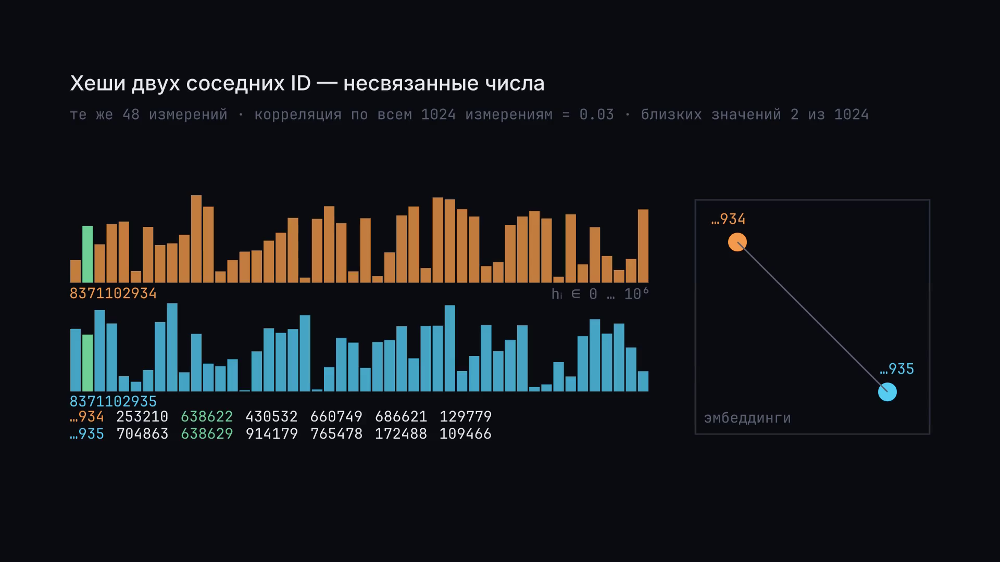 Хеши двух соседних ID — несвязанные числа
те же 48 измерений · корреляция по всем 1024 измерениям = 0.03 · близких значений 2 из 1024
8371102934
hᵢ ∈ 0 … 10⁶
8371102935
…934 253210 638622 430532 660749 686621 129779
…935 704863 638629 914179 765478 172488 109466
…934
…935
эмбеддинги